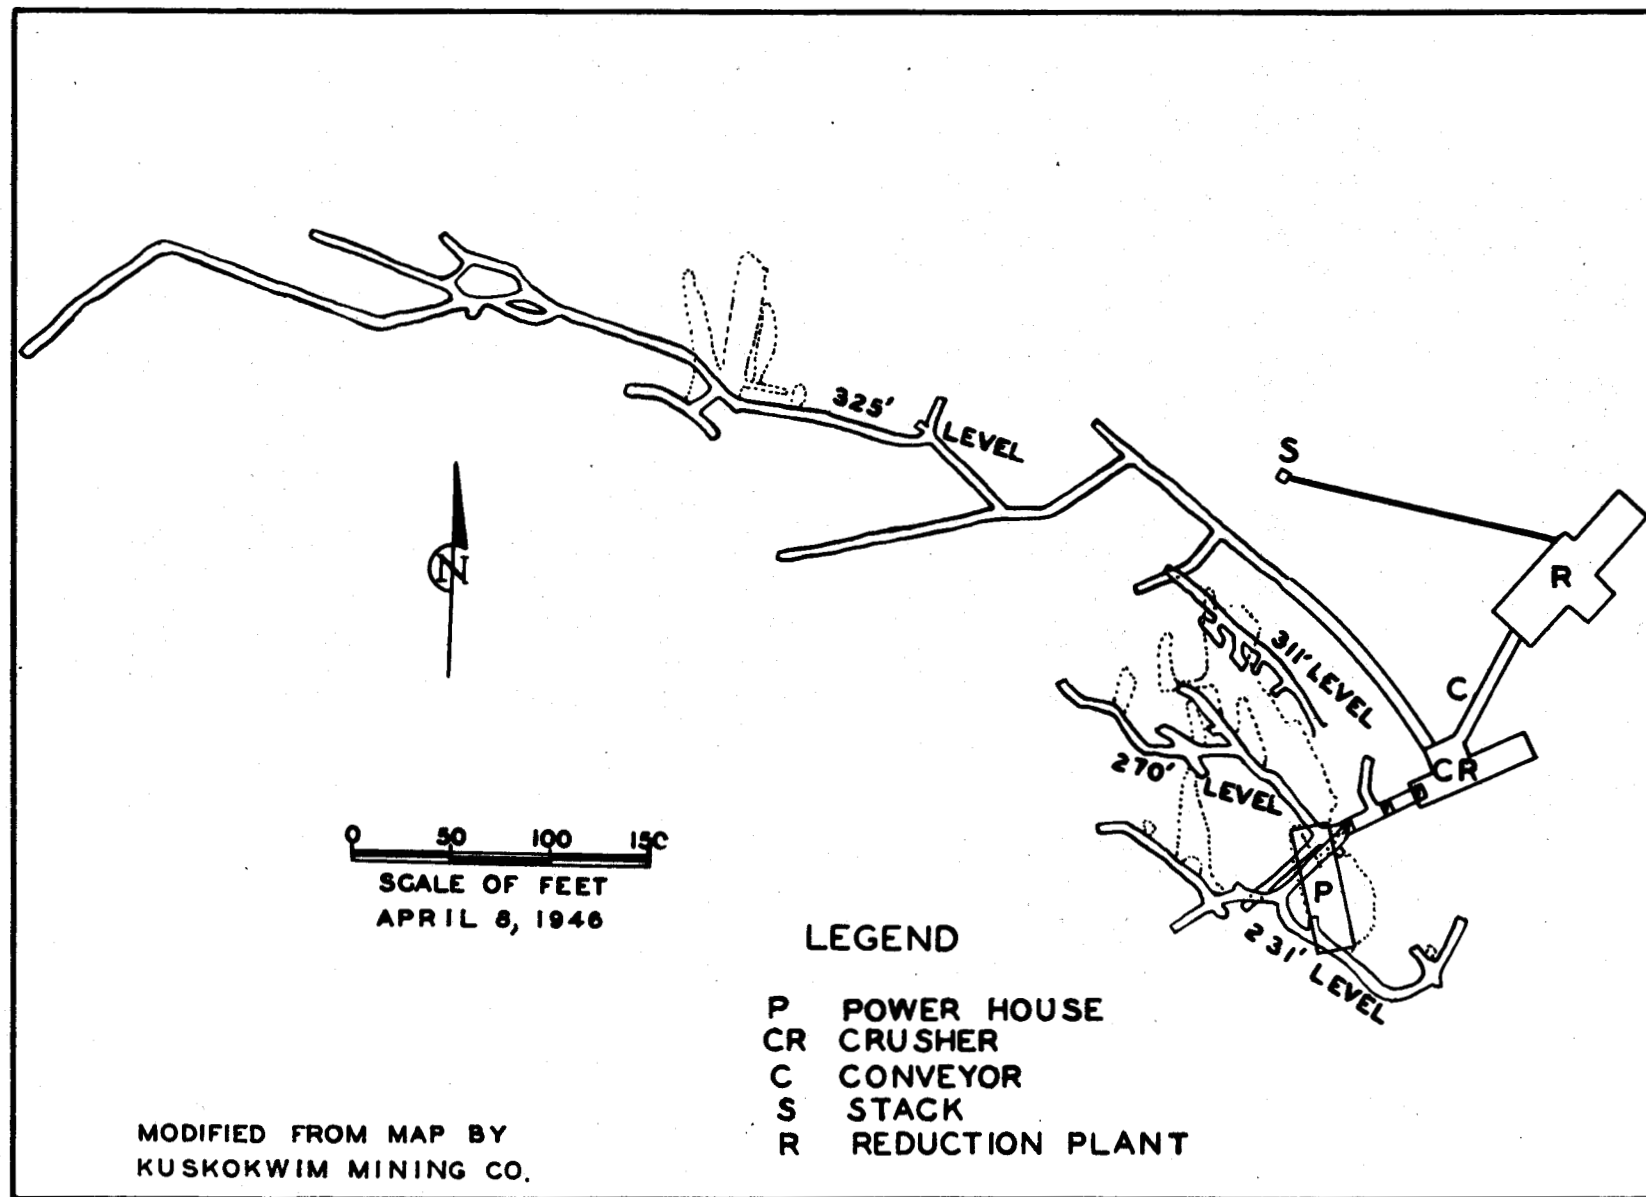 325' LEVEL
S
N
R
311' LEVEL
C
270' LEVEL
CR
0 50 100 150
SCALE OF FEET
APRIL 8, 1946
P
231' LEVEL
LEGEND
P POWER HOUSE
CR CRUSHER
C CONVEYOR
S STACK
R REDUCTION PLANT
MODIFIED FROM MAP BY
KUSKOKWIM MINING CO.